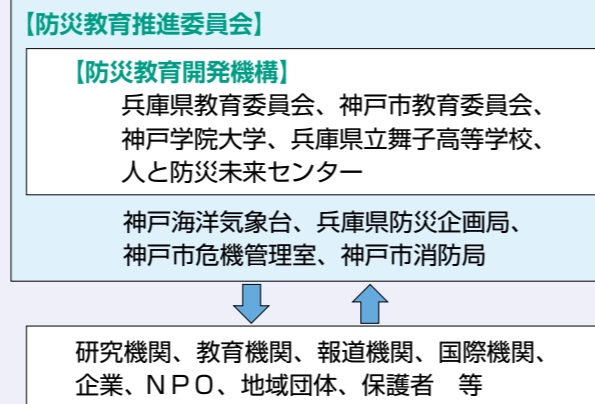 【防災教育推進委員会】
【防災教育開発機構】
兵庫県教育委員会、神戸市教育委員会、
神戸学院大学、兵庫県立舞子高等学校、
人と防災未来センター
神戸海洋気象台、兵庫県防災企画局、
神戸市危機管理室、神戸市消防局
研究機関、教育機関、報道機関、国際機関、
企業、ＮＰＯ、地域団体、保護者　等